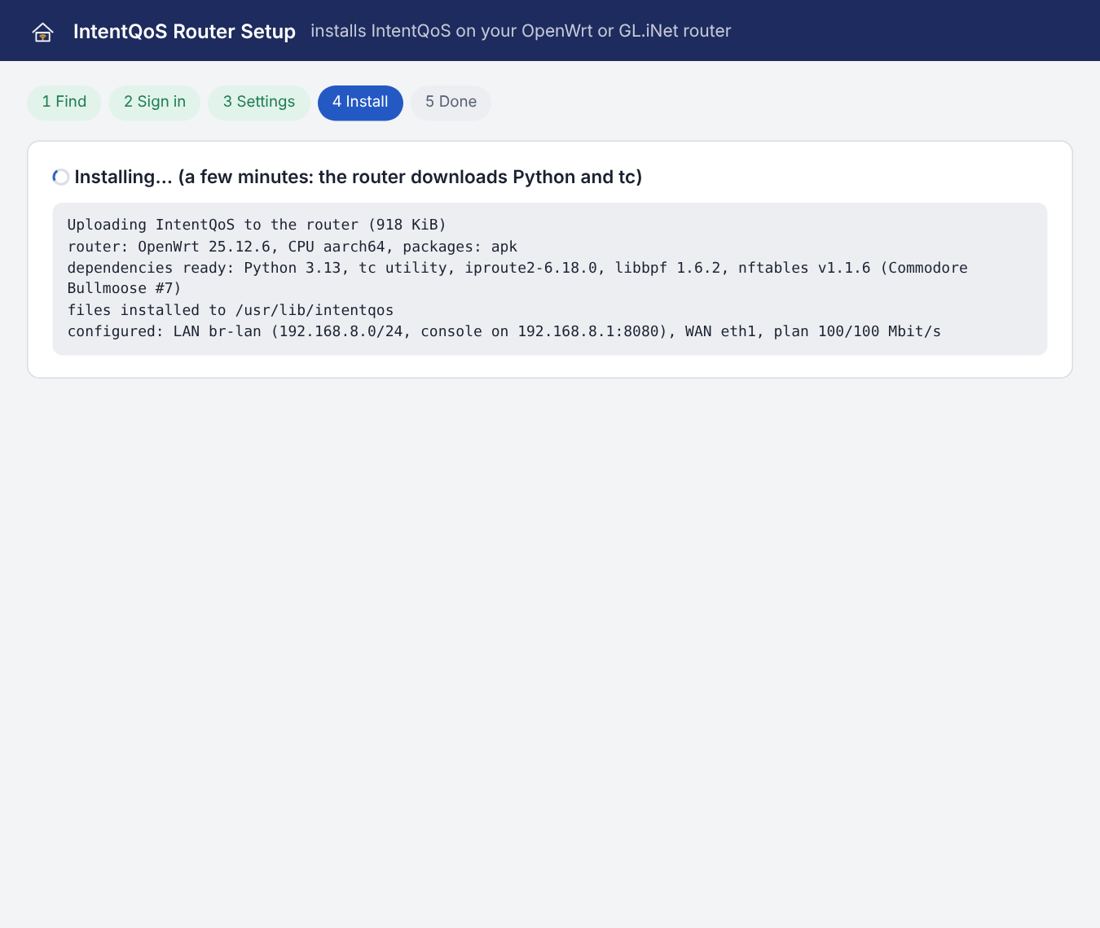 IntentQoS Router Setup installs IntentQoS on your OpenWrt or GL.iNet router
1 Find 2 Sign in 3 Settings 4 Install 5 Done
Installing... (a few minutes: the router downloads Python and tc)
Uploading IntentQoS to the router (918 KiB)
router: OpenWrt 25.12.6, CPU aarch64, packages: apk
dependencies ready: Python 3.13, tc utility, iproute2-6.18.0, libbpf 1.6.2, nftables v1.1.6 (Commodore
Bullmoose #7)
files installed to /usr/lib/intentqos
configured: LAN br-lan (192.168.8.0/24, console on 192.168.8.1:8080), WAN eth1, plan 100/100 Mbit/s